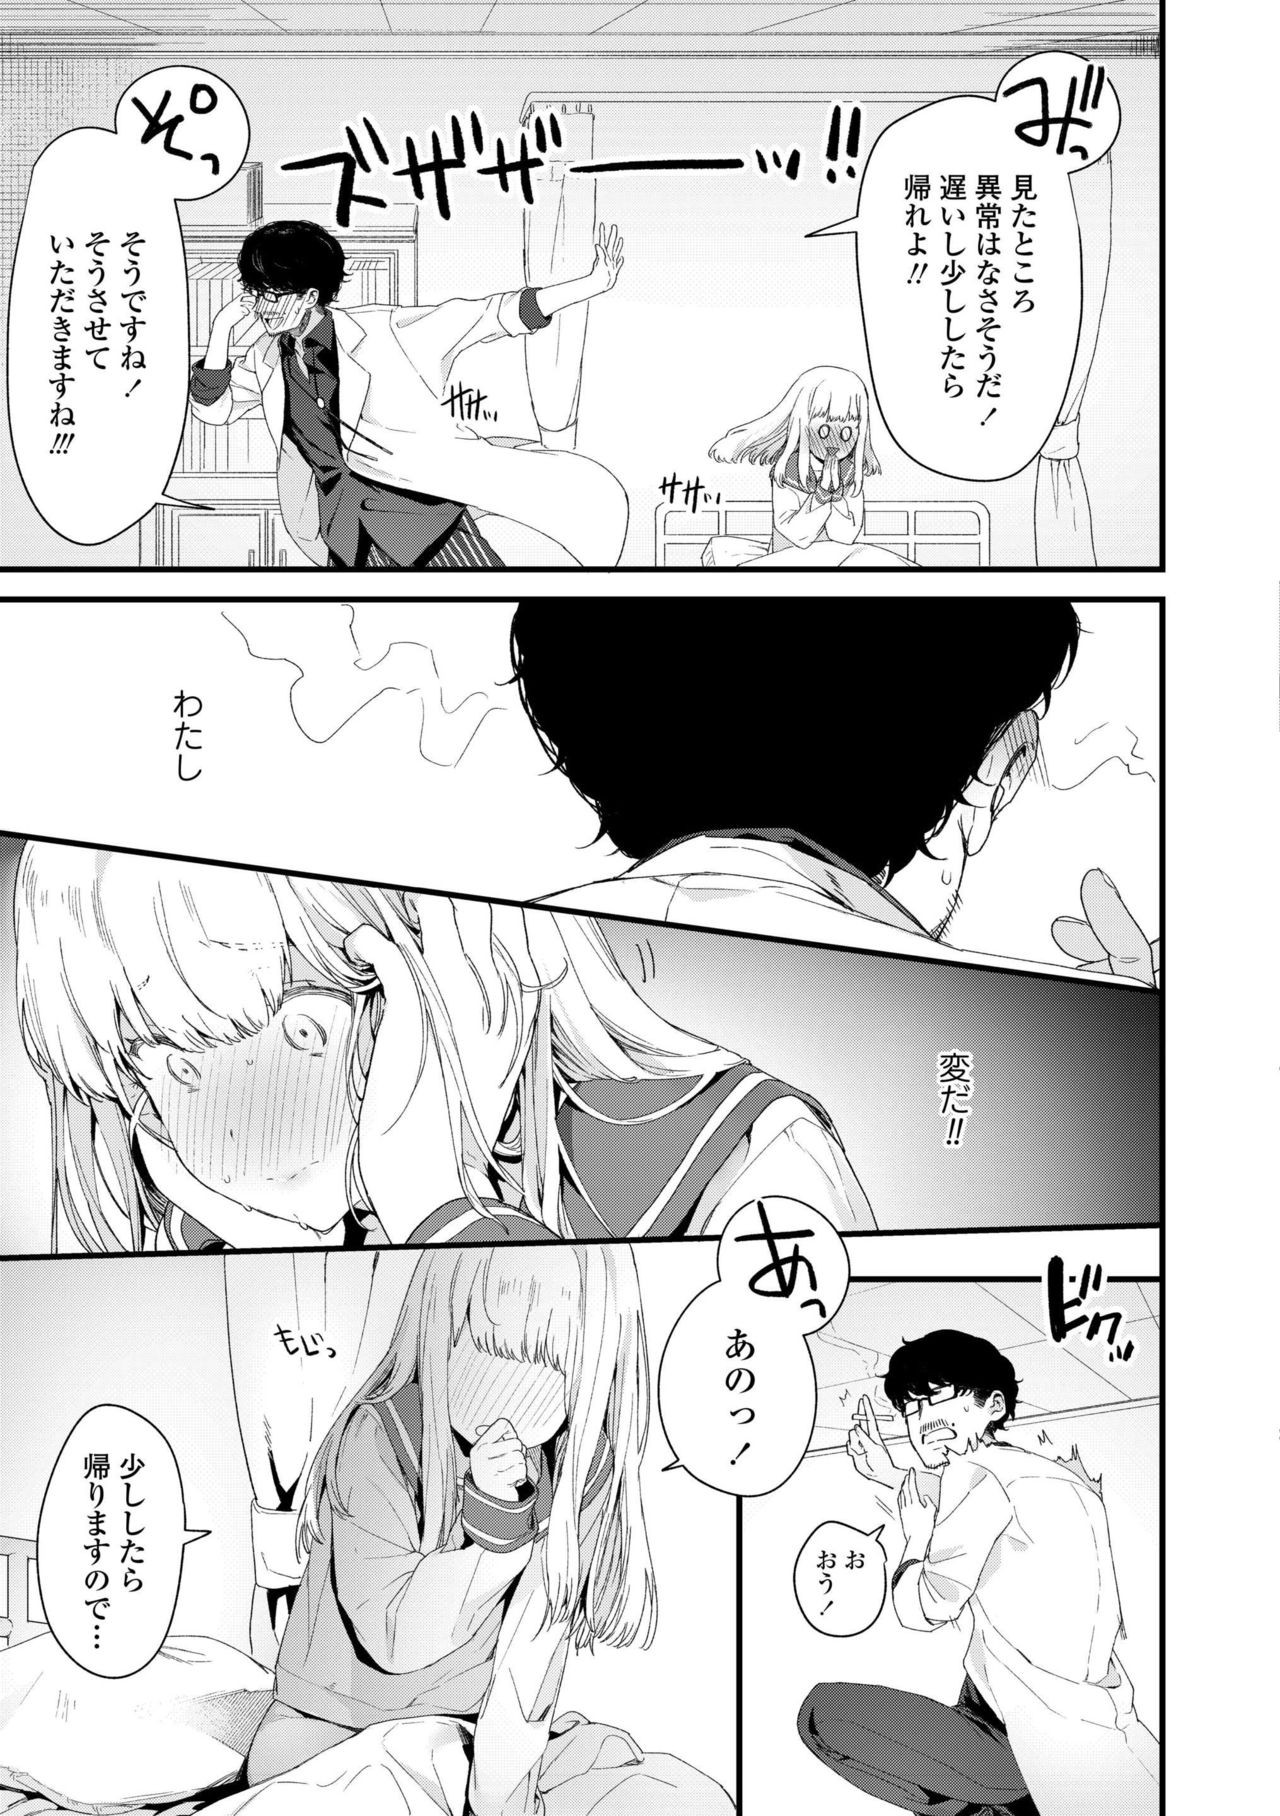 みっ
見たところ
異常はなさそうだ！
遅いし少ししたら
帰れよ!!
ズザザーーッ!!
そっ
そうですね！
そうさせて
いただきますね!!!
ササッ
ササッ
わたし
変だ!!
ドクッ
おおう！
あっ
あのっ！
もじっ
少ししたら
帰りますので…